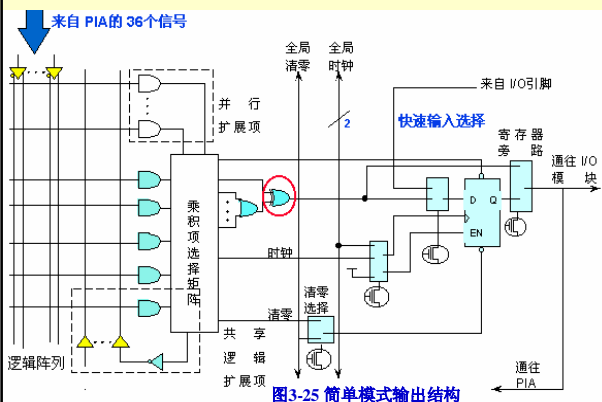 来自 PIA的 36个信号
全局
清零
全局
时钟
2
来自 I/O引脚
快速输入选择
并 行
扩展项
寄存器
旁 路
通往 I/O
模 块
乘积项选择矩阵
D Q
EN
时钟
清零
清零
选择
共 享
逻 辑
扩展项
逻辑阵列
通往
PIA
图3-25 简单模式输出结构